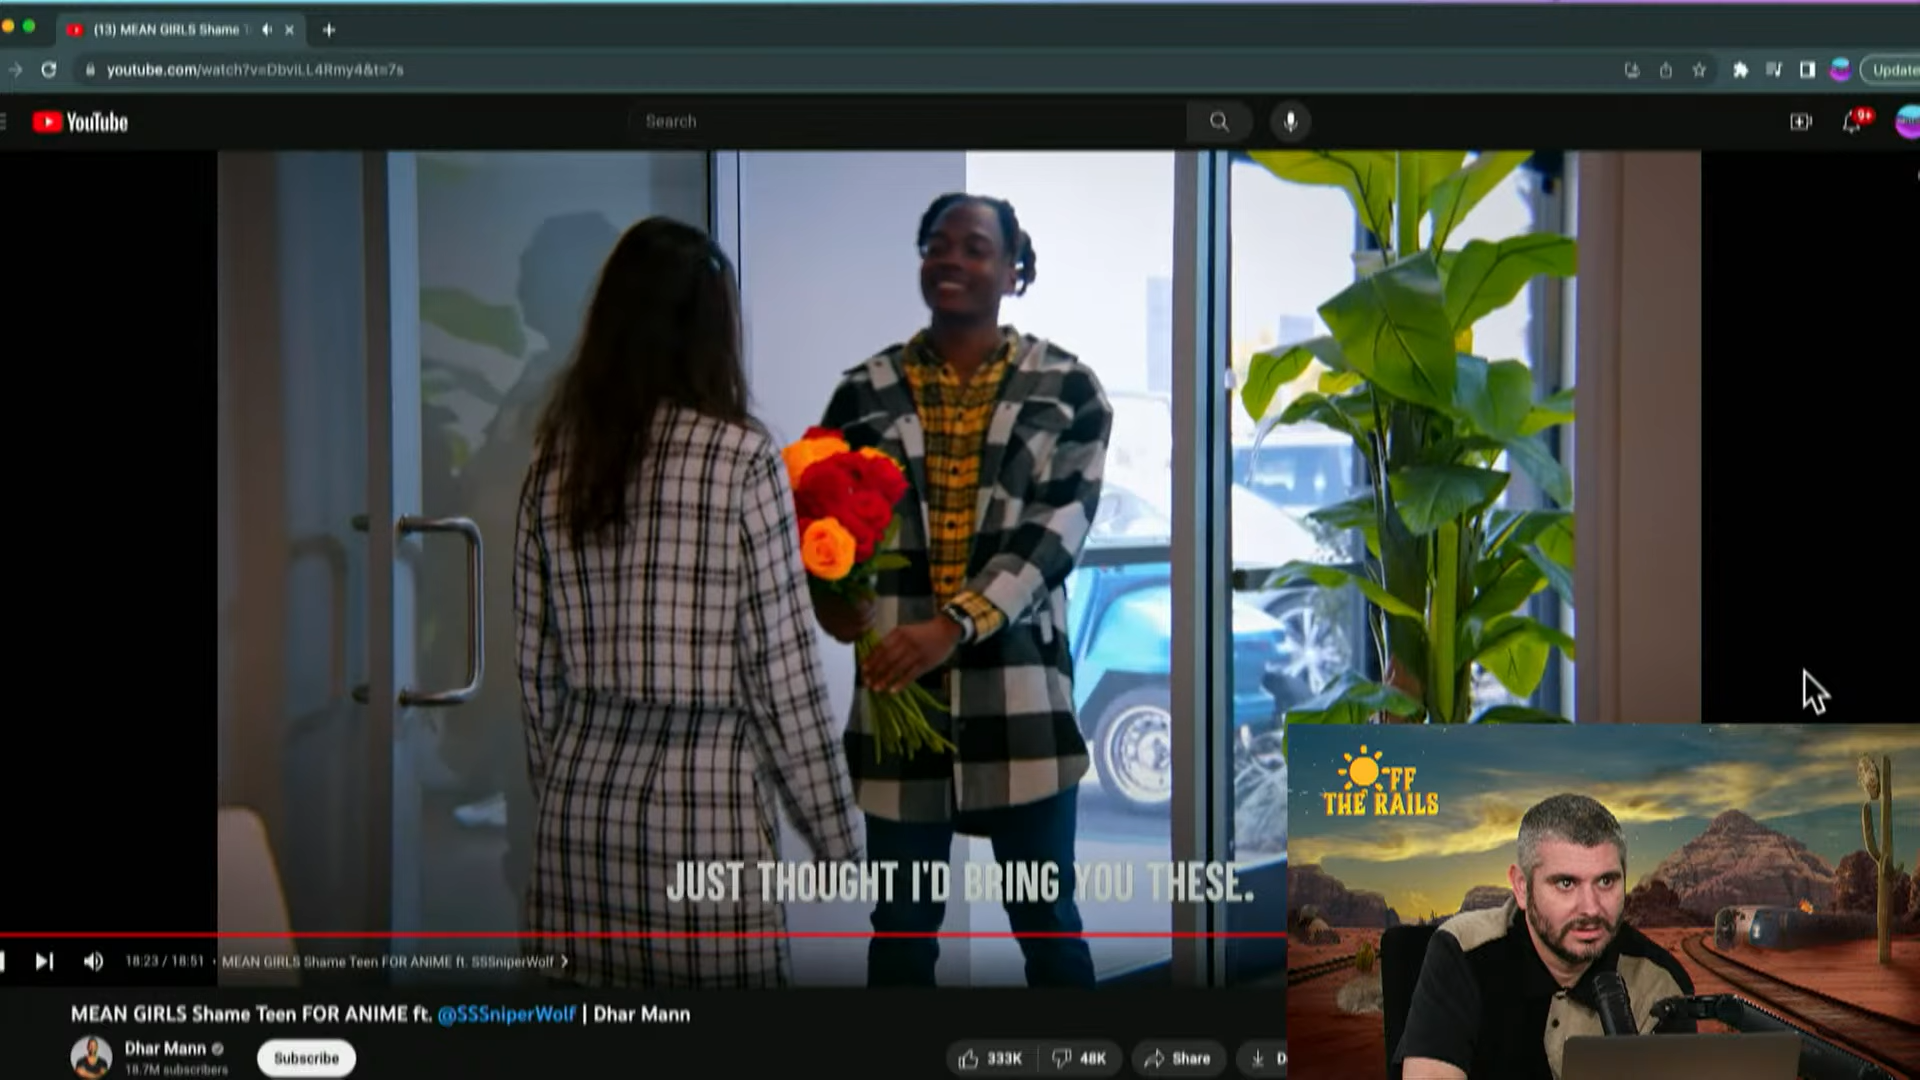 (13) MEAN GIRLS Shame T
youtube.com/watch?v=DbviLL4Rmy4&t=7s
Update
YouTube
Search
9+
JUST THOUGHT I'D BRING YOU THESE.
OFF
THE RAILS
18:23 / 18:51 • MEAN GIRLS Shame Teen FOR ANIME ft. SSSniperWolf >
MEAN GIRLS Shame Teen FOR ANIME ft. @SSSniperWolf | Dhar Mann
Dhar Mann
18.7M subscribers
Subscribe
333K
48K
Share
D